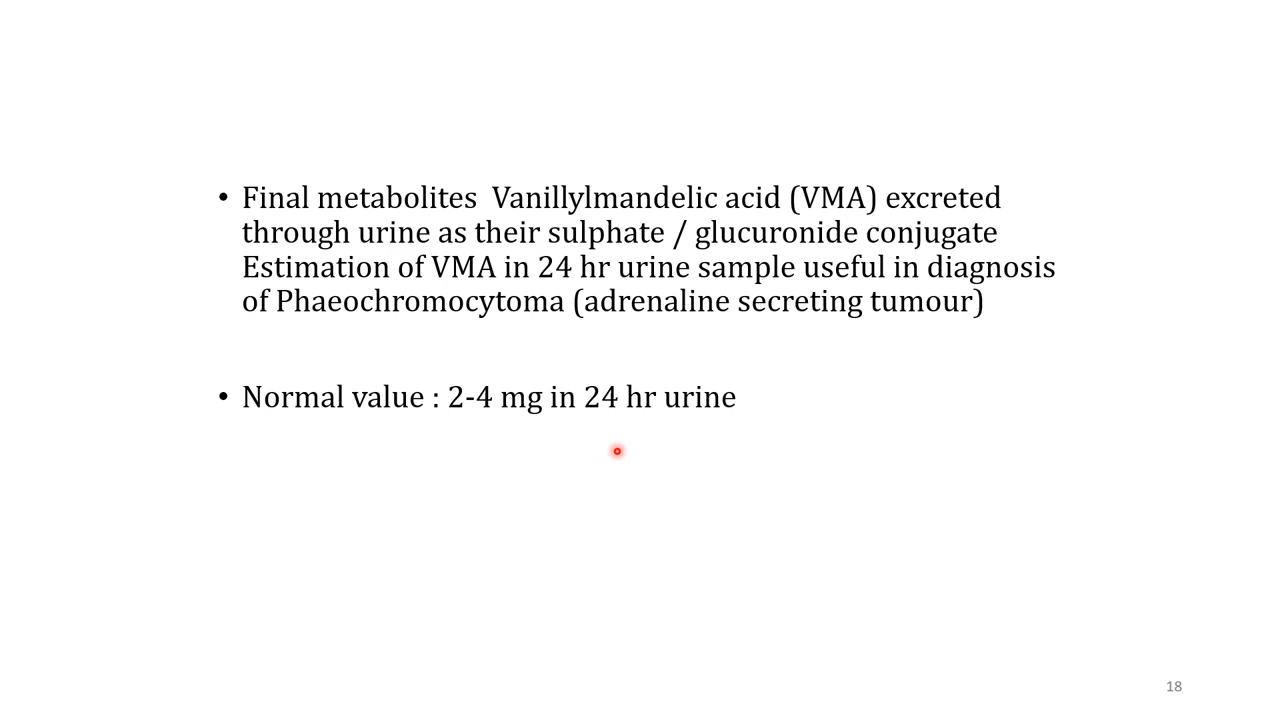 • Final metabolites  Vanillylmandelic acid (VMA) excreted
through urine as their sulphate / glucuronide conjugate
Estimation of VMA in 24 hr urine sample useful in diagnosis
of Phaeochromocytoma (adrenaline secreting tumour)
• Normal value : 2-4 mg in 24 hr urine
18